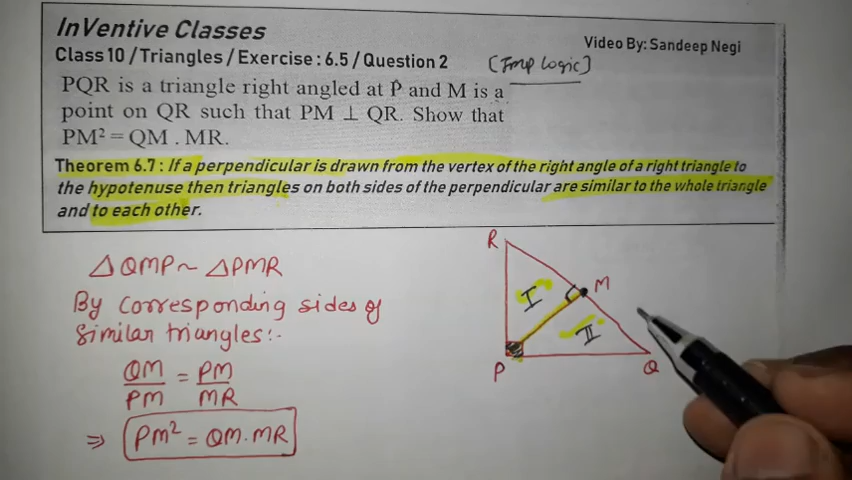 InVentive Classes
Video By: Sandeep Negi
Class 10 / Triangles / Exercise : 6.5 / Question 2
[Imp Logic]
PQR is a triangle right angled at P and M is a
point on QR such that PM ⊥ QR. Show that
PM² = QM . MR.
Theorem 6.7 : If a perpendicular is drawn from the vertex of the right angle of a right triangle to
the hypotenuse then triangles on both sides of the perpendicular are similar to the whole triangle
and to each other.
△QMP ~ △PMR
By Corresponding sides of
similar triangles:-
QM/PM = PM/MR
⇒ PM² = QM·MR
R
M
I
II
P
Q